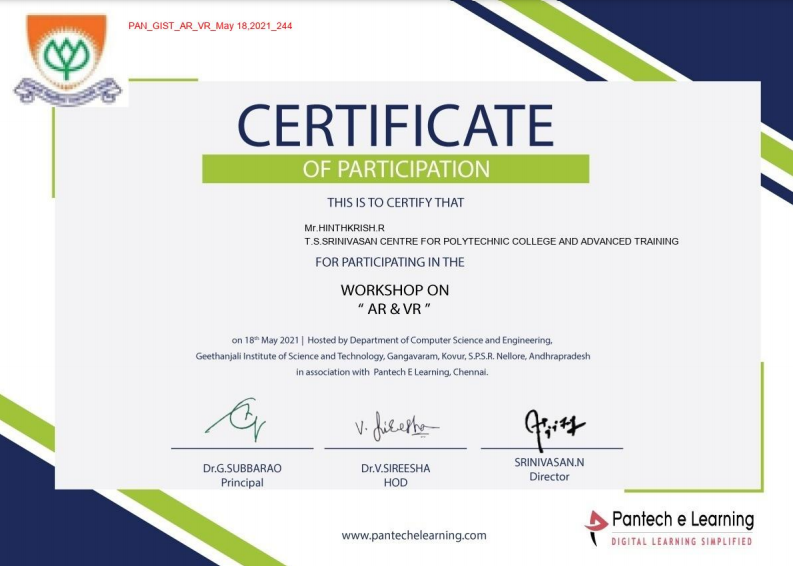 PAN_GIST_AR_VR_May 18,2021_244
CERTIFICATE
OF PARTICIPATION
THIS IS TO CERTIFY THAT
Mr.HINTHKRISH.R
T.S.SRINIVASAN CENTRE FOR POLYTECHNIC COLLEGE AND ADVANCED TRAINING
FOR PARTICIPATING IN THE
WORKSHOP ON
“ AR & VR ”
on 18th May 2021 | Hosted by Department of Computer Science and Engineering,
Geethanjali Institute of Science and Technology, Gangavaram, Kovur, S.P.S.R. Nellore, Andhrapradesh
in association with Pantech E Learning, Chennai.
V. Sireesha
Dr.G.SUBBARAO
Principal
Dr.V.SIREESHA
HOD
SRINIVASAN.N
Director
www.pantechelearning.com
Pantech e Learning
DIGITAL LEARNING SIMPLIFIED